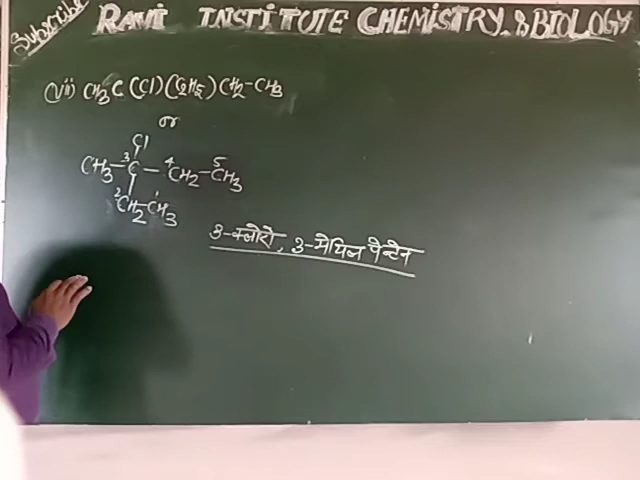 Subscribe
RAVI INSTITUTE CHEMISTRY & BIOLOGY
(vii) CH3C(Cl)(C2H5)CH2-CH3
or
Cl
CH3-3C-4CH2-5CH3
2CH2 1CH3
3-क्लोरो, 3-मेथिल पेन्टेन